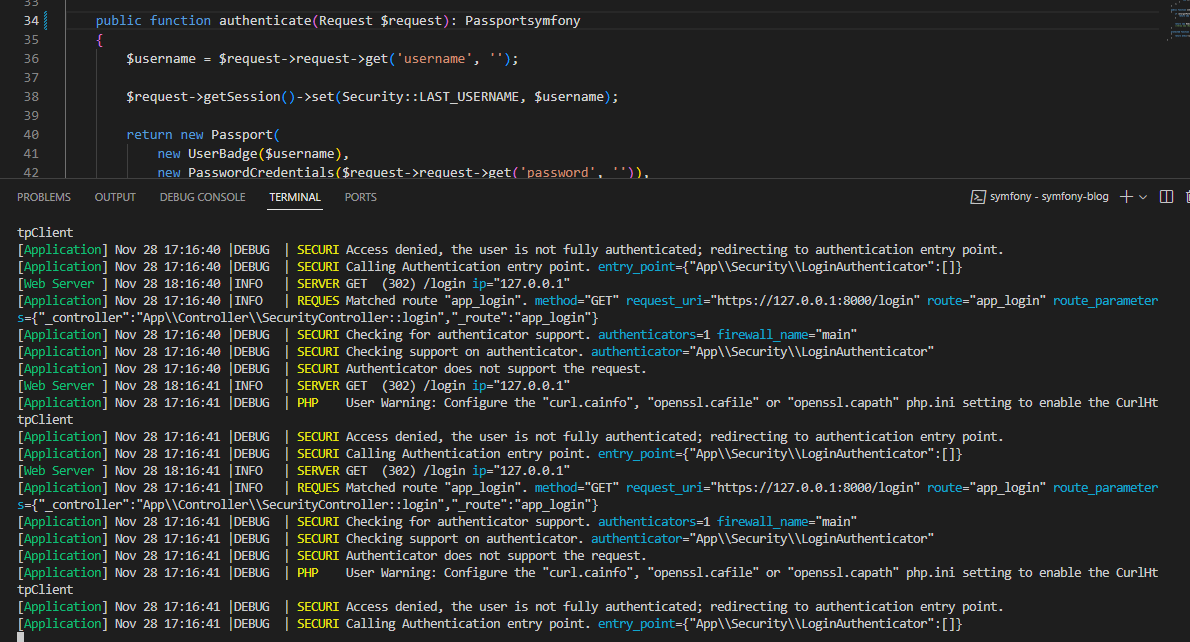 33
34 public function authenticate(Request $request): Passportsymfony
35 {
36 $username = $request->request->get('username', '');
37
38 $request->getSession()->set(Security::LAST_USERNAME, $username);
39
40 return new Passport(
41 new UserBadge($username),
42 new PasswordCredentials($request->request->get('password', '')),
PROBLEMS OUTPUT DEBUG CONSOLE TERMINAL PORTS symfony - symfony-blog
tpClient
[Application] Nov 28 17:16:40 |DEBUG | SECURI Access denied, the user is not fully authenticated; redirecting to authentication entry point.
[Application] Nov 28 17:16:40 |DEBUG | SECURI Calling Authentication entry point. entry_point={"App\\Security\\LoginAuthenticator":[]}
[Web Server ] Nov 28 18:16:40 |INFO | SERVER GET (302) /login ip="127.0.0.1"
[Application] Nov 28 17:16:40 |INFO | REQUES Matched route "app_login". method="GET" request_uri="https://127.0.0.1:8000/login" route="app_login" route_parameter
s={"_controller":"App\\Controller\\SecurityController::login","_route":"app_login"}
[Application] Nov 28 17:16:40 |DEBUG | SECURI Checking for authenticator support. authenticators=1 firewall_name="main"
[Application] Nov 28 17:16:40 |DEBUG | SECURI Checking support on authenticator. authenticator="App\\Security\\LoginAuthenticator"
[Application] Nov 28 17:16:40 |DEBUG | SECURI Authenticator does not support the request.
[Web Server ] Nov 28 18:16:41 |INFO | SERVER GET (302) /login ip="127.0.0.1"
[Application] Nov 28 17:16:41 |DEBUG | PHP User Warning: Configure the "curl.cainfo", "openssl.cafile" or "openssl.capath" php.ini setting to enable the CurlHt
tpClient
[Application] Nov 28 17:16:41 |DEBUG | SECURI Access denied, the user is not fully authenticated; redirecting to authentication entry point.
[Application] Nov 28 17:16:41 |DEBUG | SECURI Calling Authentication entry point. entry_point={"App\\Security\\LoginAuthenticator":[]}
[Web Server ] Nov 28 18:16:41 |INFO | SERVER GET (302) /login ip="127.0.0.1"
[Application] Nov 28 17:16:41 |INFO | REQUES Matched route "app_login". method="GET" request_uri="https://127.0.0.1:8000/login" route="app_login" route_parameter
s={"_controller":"App\\Controller\\SecurityController::login","_route":"app_login"}
[Application] Nov 28 17:16:41 |DEBUG | SECURI Checking for authenticator support. authenticators=1 firewall_name="main"
[Application] Nov 28 17:16:41 |DEBUG | SECURI Checking support on authenticator. authenticator="App\\Security\\LoginAuthenticator"
[Application] Nov 28 17:16:41 |DEBUG | SECURI Authenticator does not support the request.
[Application] Nov 28 17:16:41 |DEBUG | PHP User Warning: Configure the "curl.cainfo", "openssl.cafile" or "openssl.capath" php.ini setting to enable the CurlHt
tpClient
[Application] Nov 28 17:16:41 |DEBUG | SECURI Access denied, the user is not fully authenticated; redirecting to authentication entry point.
[Application] Nov 28 17:16:41 |DEBUG | SECURI Calling Authentication entry point. entry_point={"App\\Security\\LoginAuthenticator":[]}